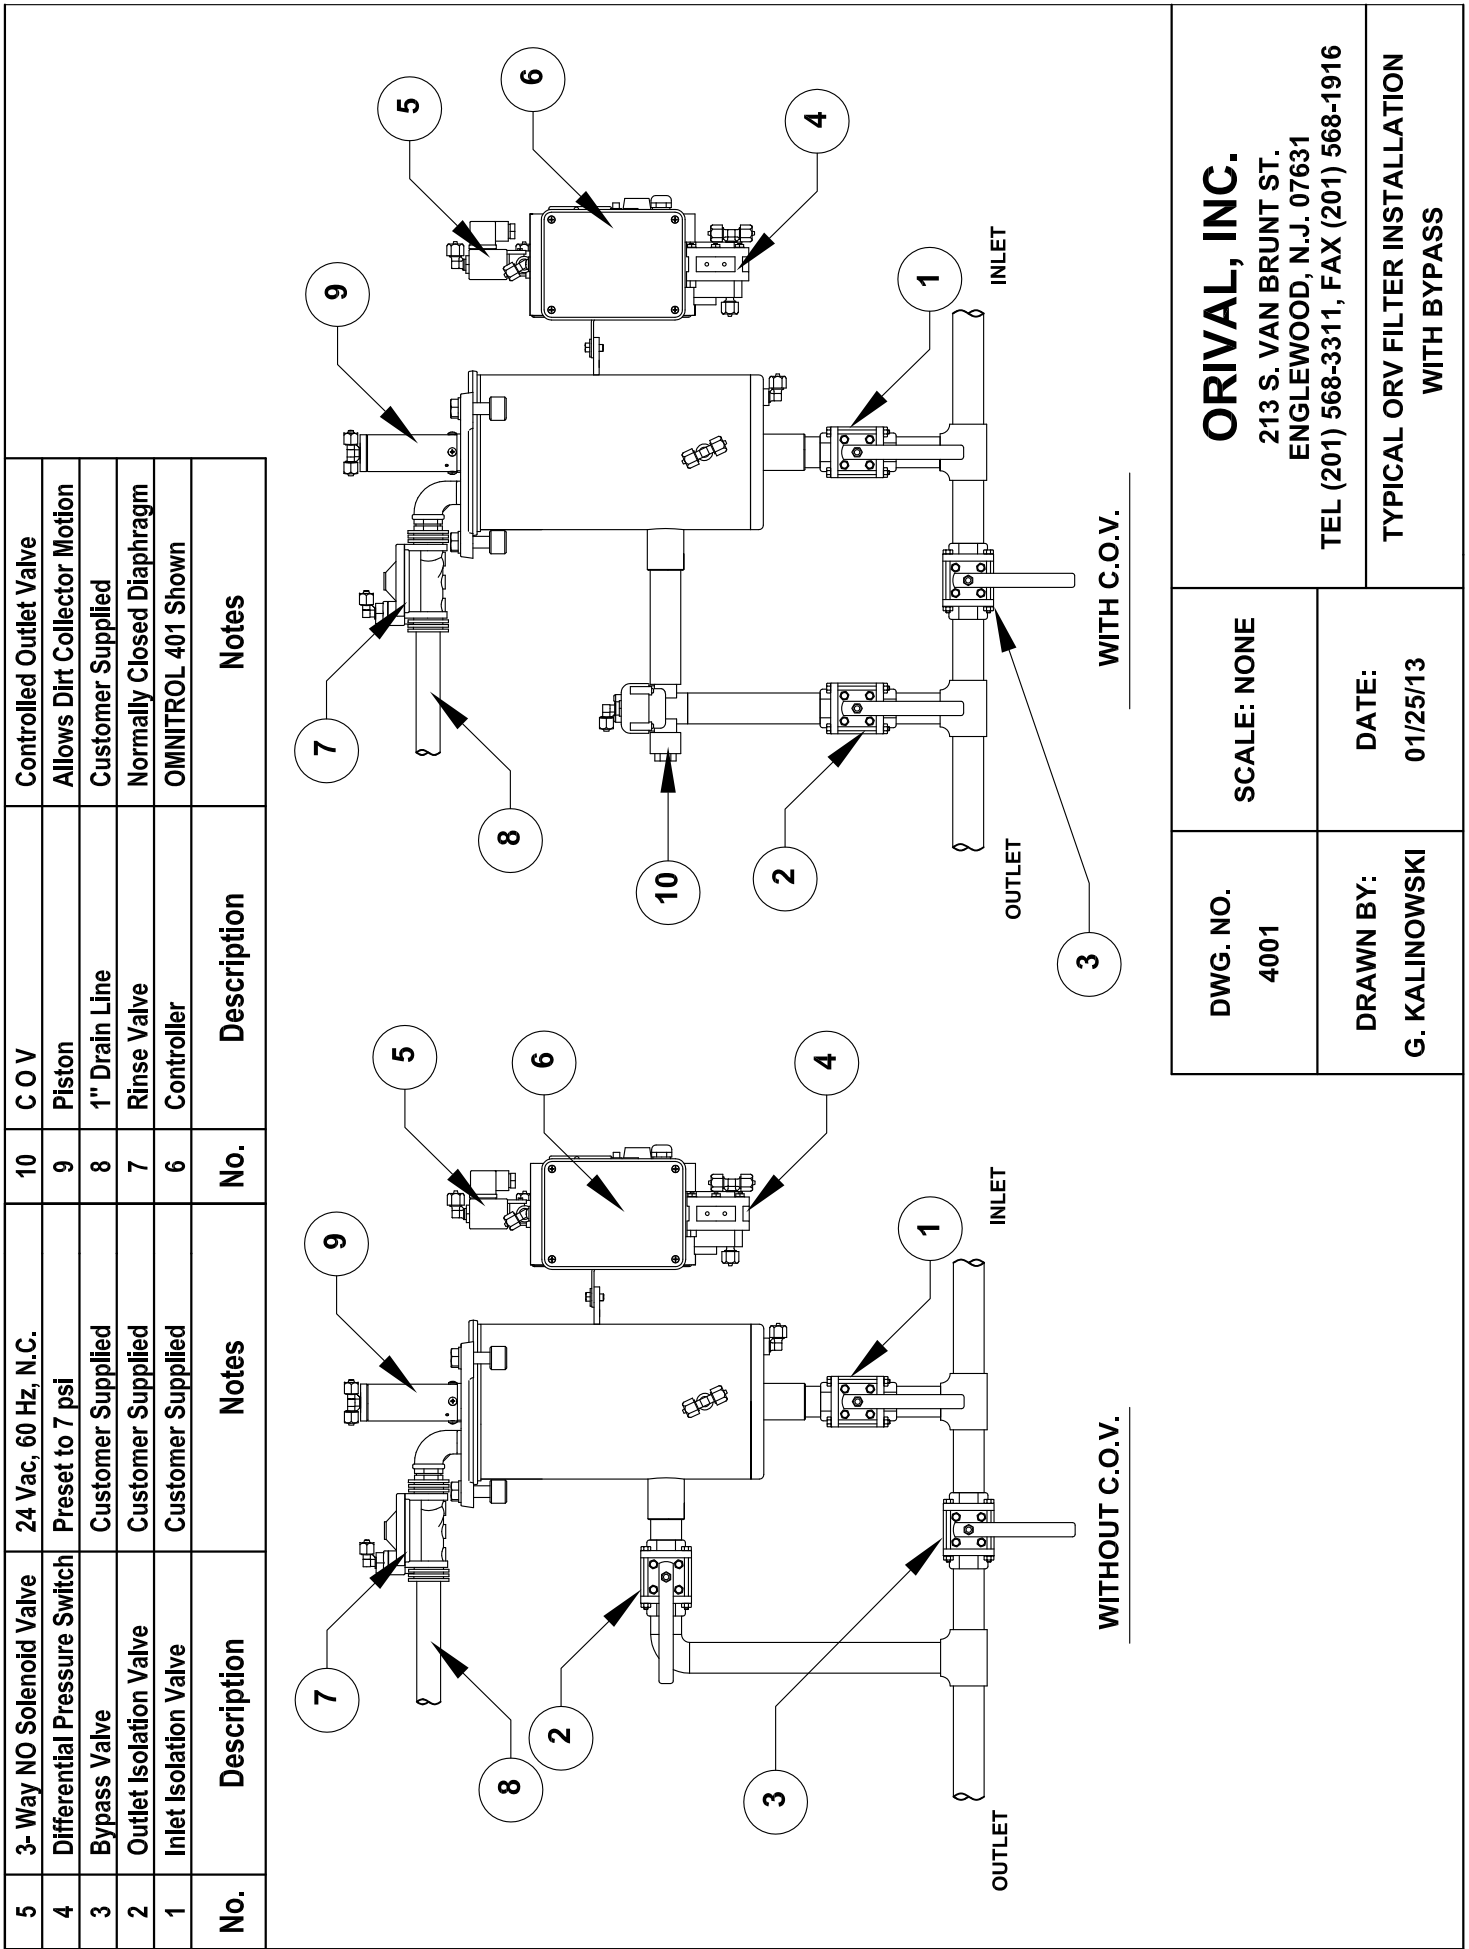 5 3- Way NO Solenoid Valve 24 Vac, 60 Hz, N.C. 10 C O V Controlled Outlet Valve
4 Differential Pressure Switch Preset to 7 psi 9 Piston Allows Dirt Collector Motion
3 Bypass Valve Customer Supplied 8 1" Drain Line Customer Supplied
2 Outlet Isolation Valve Customer Supplied 7 Rinse Valve Normally Closed Diaphragm
1 Inlet Isolation Valve Customer Supplied 6 Controller OMNITROL 401 Shown
No. Description Notes No. Description Notes
9
7
5
8
6
2
4
3
1
OUTLET
INLET
WITHOUT C.O.V.
9
7
5
8
6
10
4
2
1
3
OUTLET
INLET
WITH C.O.V.
DWG. NO.
4001
SCALE: NONE
DRAWN BY:
G. KALINOWSKI
DATE:
01/25/13
ORIVAL, INC.
213 S. VAN BRUNT ST.
ENGLEWOOD, N.J. 07631
TEL (201) 568-3311, FAX (201) 568-1916
TYPICAL ORV FILTER INSTALLATION
WITH BYPASS